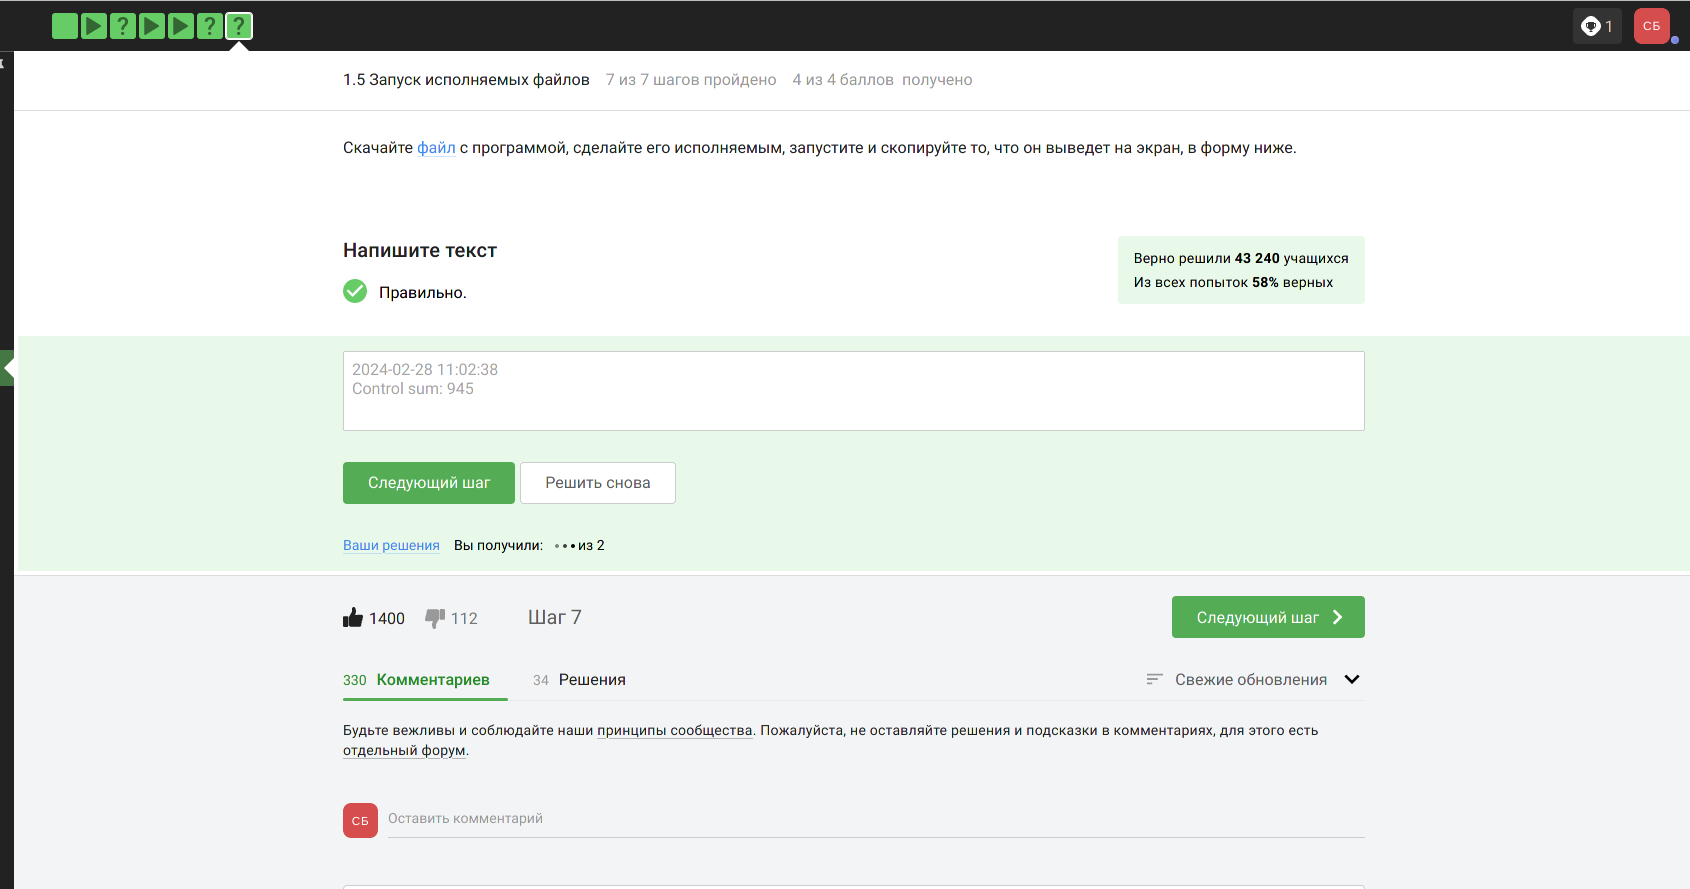 1
СБ
1.5 Запуск исполняемых файлов 7 из 7 шагов пройдено 4 из 4 баллов получено
Скачайте файл с программой, сделайте его исполняемым, запустите и скопируйте то, что он выведет на экран, в форму ниже.
Напишите текст
Правильно.
Верно решили 43 240 учащихся
Из всех попыток 58% верных
2024-02-28 11:02:38
Control sum: 945
Следующий шаг
Решить снова
Ваши решения Вы получили: из 2
1400 112 Шаг 7
Следующий шаг
330 Комментариев 34 Решения
Свежие обновления
Будьте вежливы и соблюдайте наши принципы сообщества. Пожалуйста, не оставляйте решения и подсказки в комментариях, для этого есть
отдельный форум.
СБ
Оставить комментарий